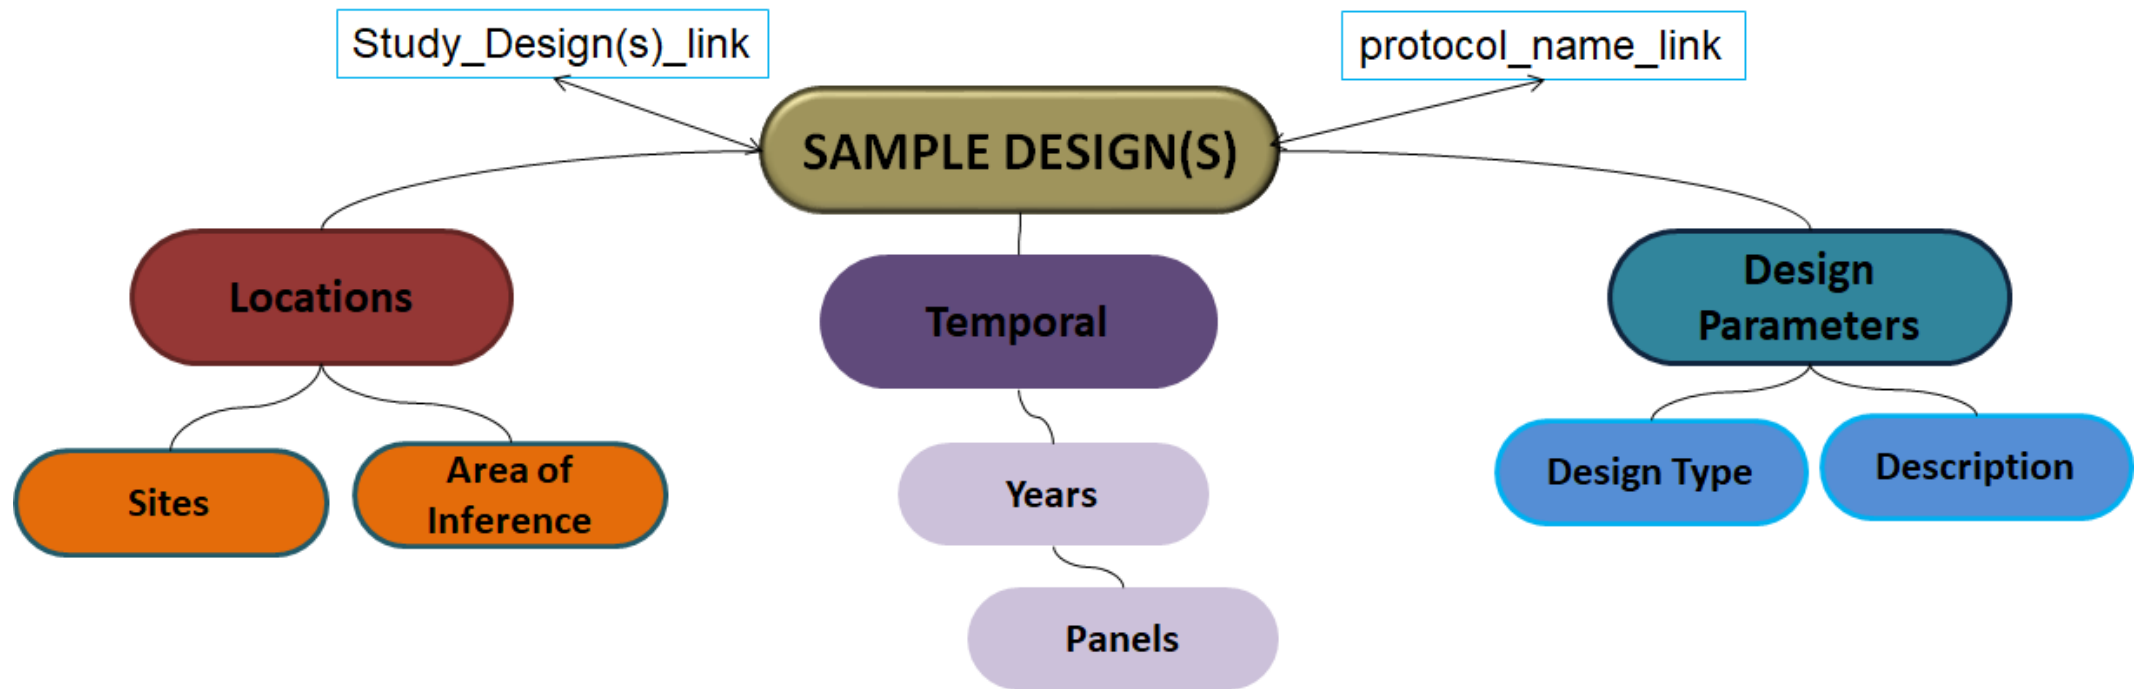 Study_Design(s)_link
protocol_name_link
SAMPLE DESIGN(S)
Locations
Temporal
Design
Parameters
Sites
Area of
Inference
Years
Panels
Design Type
Description